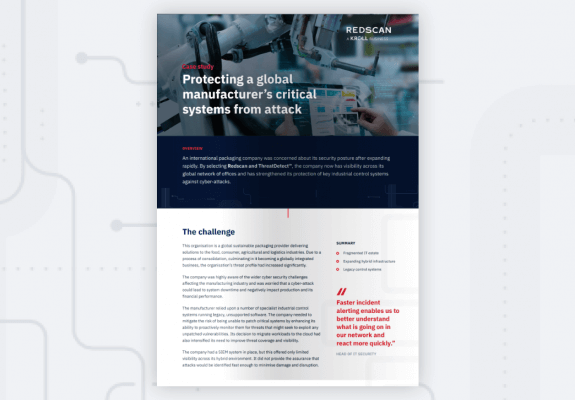 REDSCAN
A KROLL BUSINESS
Case study
Protecting a global
manufacturer's critical
systems from attack
OVERVIEW
An international packaging company was concerned about its security posture after expanding
rapidly. By selecting Redscan and ThreatDetect™, the company now has visibility across its
global network of offices and has strengthened its protection of key industrial control systems
against cyber-attacks.
The challenge
This organisation is a global sustainable packaging provider delivering
solutions to the food, consumer, agricultural and logistics industries. Due to a
process of consolidation, culminating in it becoming a globally integrated
business, the organisation's threat profile had increased significantly.
The company was highly aware of the wider cyber security challenges
affecting the manufacturing industry and was worried that a cyber-attack
could lead to system downtime and negatively impact production and its
financial performance.
The manufacturer relied upon a number of specialist industrial control
systems running legacy, unsupported software. The company needed to
mitigate the risk of being unable to patch critical systems by enhancing its
ability to proactively monitor them for threats that might seek to exploit any
unpatched vulnerabilities. Its decision to migrate workloads to the cloud had
also intensified its need to improve threat coverage and visibility.
The company had a SIEM system in place, but this offered only limited
visibility across its hybrid environment. It did not provide the assurance that
attacks would be identified fast enough to minimise damage and disruption.
SUMMARY
Fragmented IT estate
Expanding hybrid infrastructure
Legacy control systems
Faster incident
alerting enables us to
better understand
what is going on in
our network and
react more quickly."
HEAD OF IT SECURITY